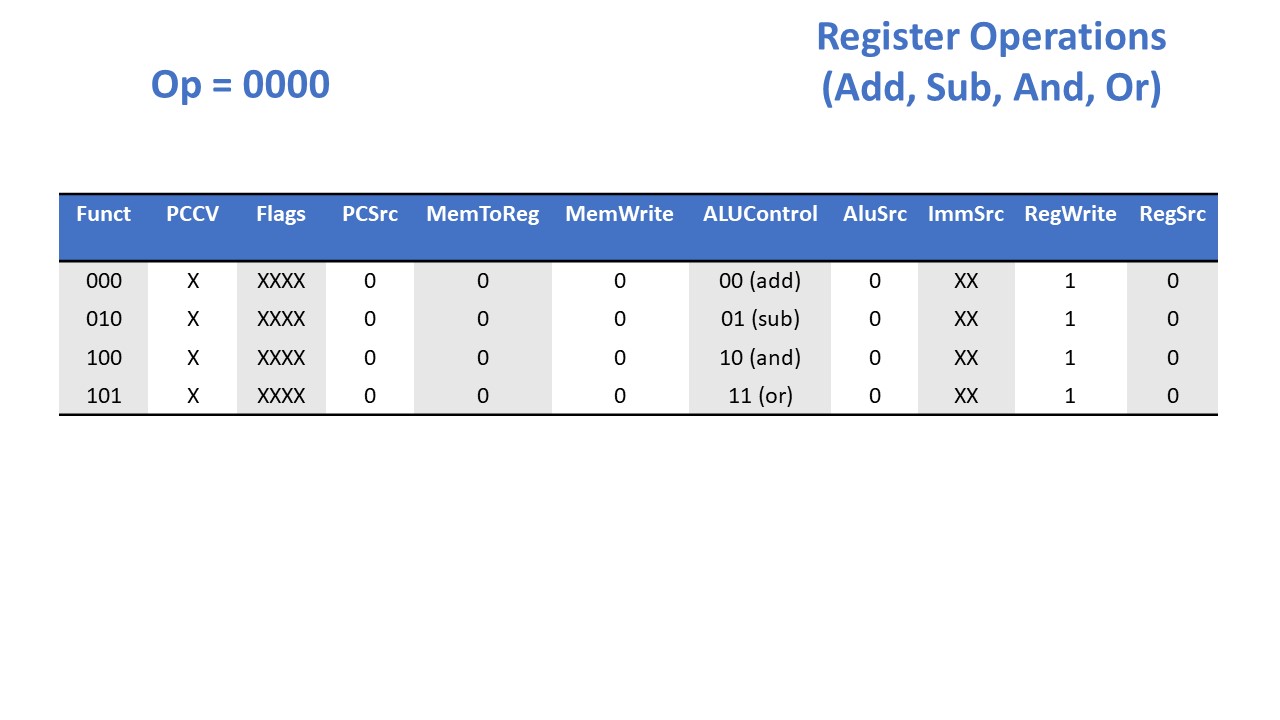 Op = 0000
Register Operations
(Add, Sub, And, Or)
Funct PCCV Flags PCSrc MemToReg MemWrite ALUControl AluSrc ImmSrc RegWrite RegSrc
000 X XXXX 0 0 0 00 (add) 0 XX 1 0
010 X XXXX 0 0 0 01 (sub) 0 XX 1 0
100 X XXXX 0 0 0 10 (and) 0 XX 1 0
101 X XXXX 0 0 0 11 (or) 0 XX 1 0